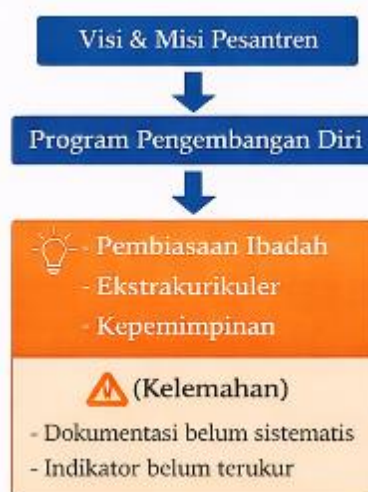 Visi & Misi Pesantren
Program Pengembangan Diri
- Pembiasaan Ibadah
- Ekstrakurikuler
- Kepemimpinan
(Kelemahan)
- Dokumentasi belum sistematis
- Indikator belum terukur